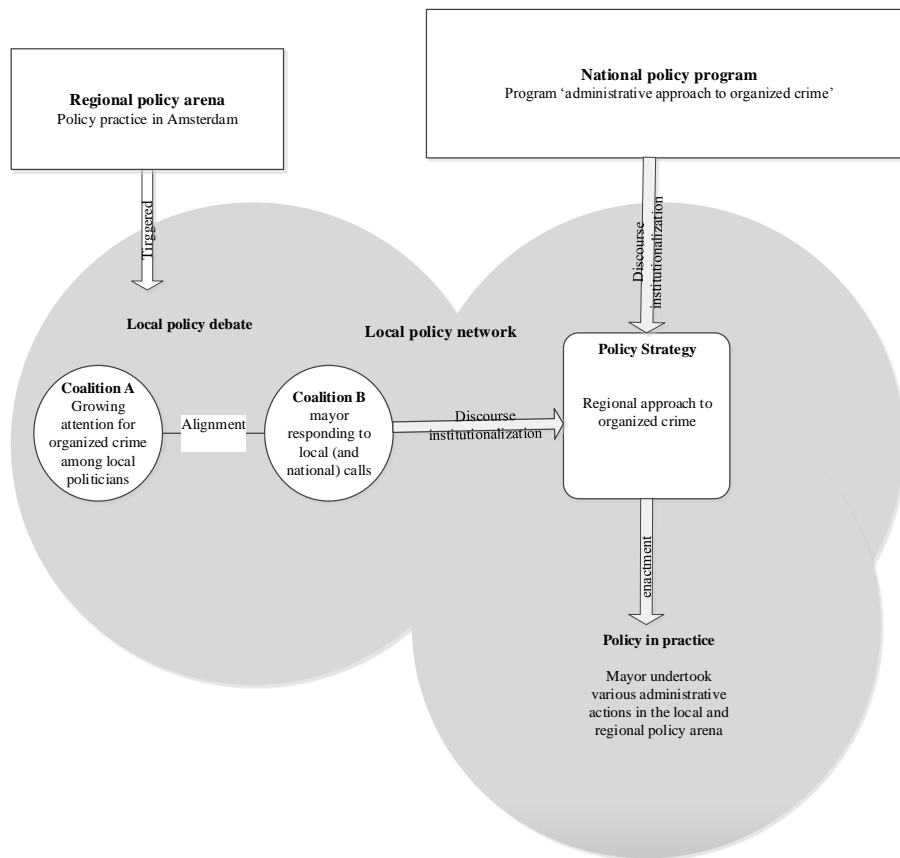 Regional policy arena
Policy practice in Amsterdam
National policy program
Program ‘administrative approach to organized crime’
Tirggered
Discourse
institutionalization
Local policy debate
Local policy network
Coalition A
Growing
attention for
organized crime
among local
politicians
Alignment
Coalition B
mayor
responding to
local (and
national) calls
Discourse
institutionalization
Policy Strategy
Regional approach to
organized crime
enactment
Policy in practice
Mayor undertook
various administrative
actions in the local and
regional policy arena